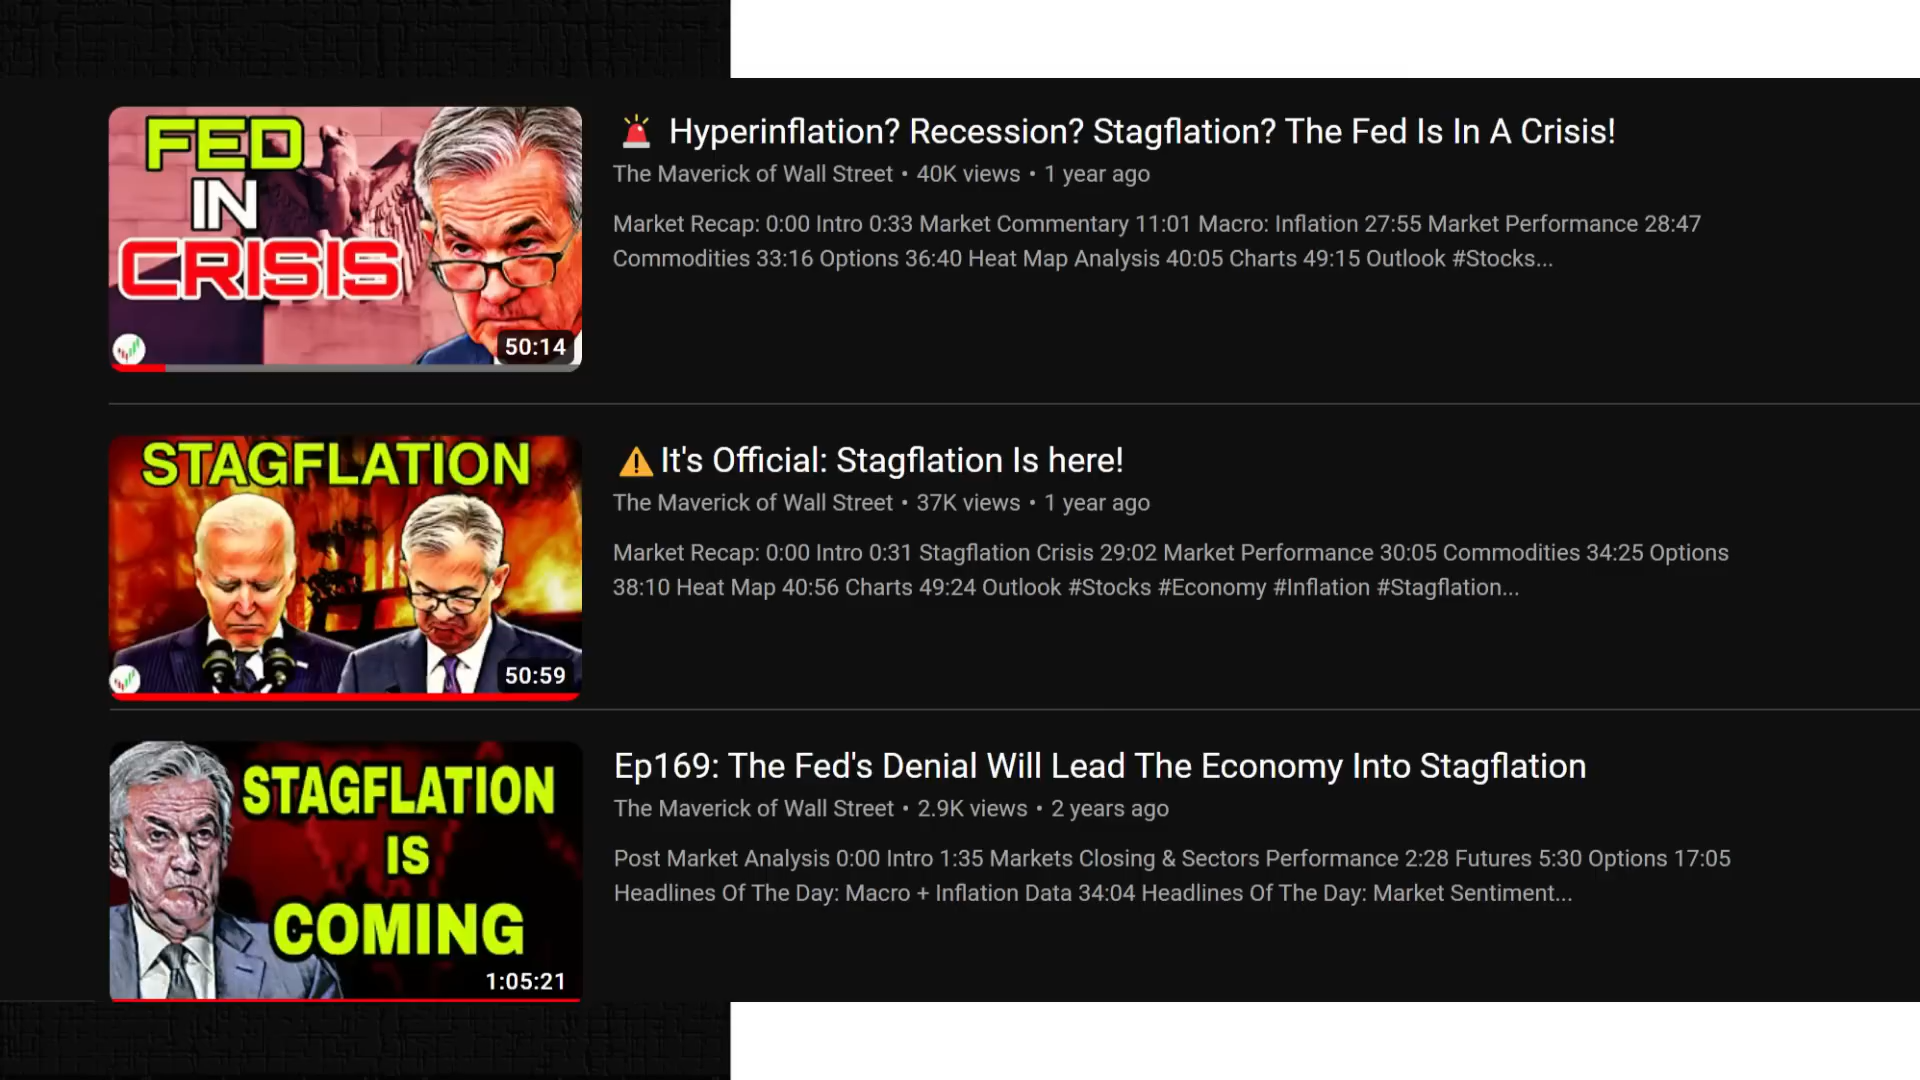 FED
IN
CRISIS
50:14
🚨 Hyperinflation? Recession? Stagflation? The Fed Is In A Crisis!
The Maverick of Wall Street • 40K views • 1 year ago
Market Recap: 0:00 Intro 0:33 Market Commentary 11:01 Macro: Inflation 27:55 Market Performance 28:47
Commodities 33:16 Options 36:40 Heat Map Analysis 40:05 Charts 49:15 Outlook #Stocks...
STAGFLATION
50:59
⚠️ It's Official: Stagflation Is here!
The Maverick of Wall Street • 37K views • 1 year ago
Market Recap: 0:00 Intro 0:31 Stagflation Crisis 29:02 Market Performance 30:05 Commodities 34:25 Options
38:10 Heat Map 40:56 Charts 49:24 Outlook #Stocks #Economy #Inflation #Stagflation...
STAGFLATION
IS
COMING
1:05:21
Ep169: The Fed's Denial Will Lead The Economy Into Stagflation
The Maverick of Wall Street • 2.9K views • 2 years ago
Post Market Analysis 0:00 Intro 1:35 Markets Closing & Sectors Performance 2:28 Futures 5:30 Options 17:05
Headlines Of The Day: Macro + Inflation Data 34:04 Headlines Of The Day: Market Sentiment...